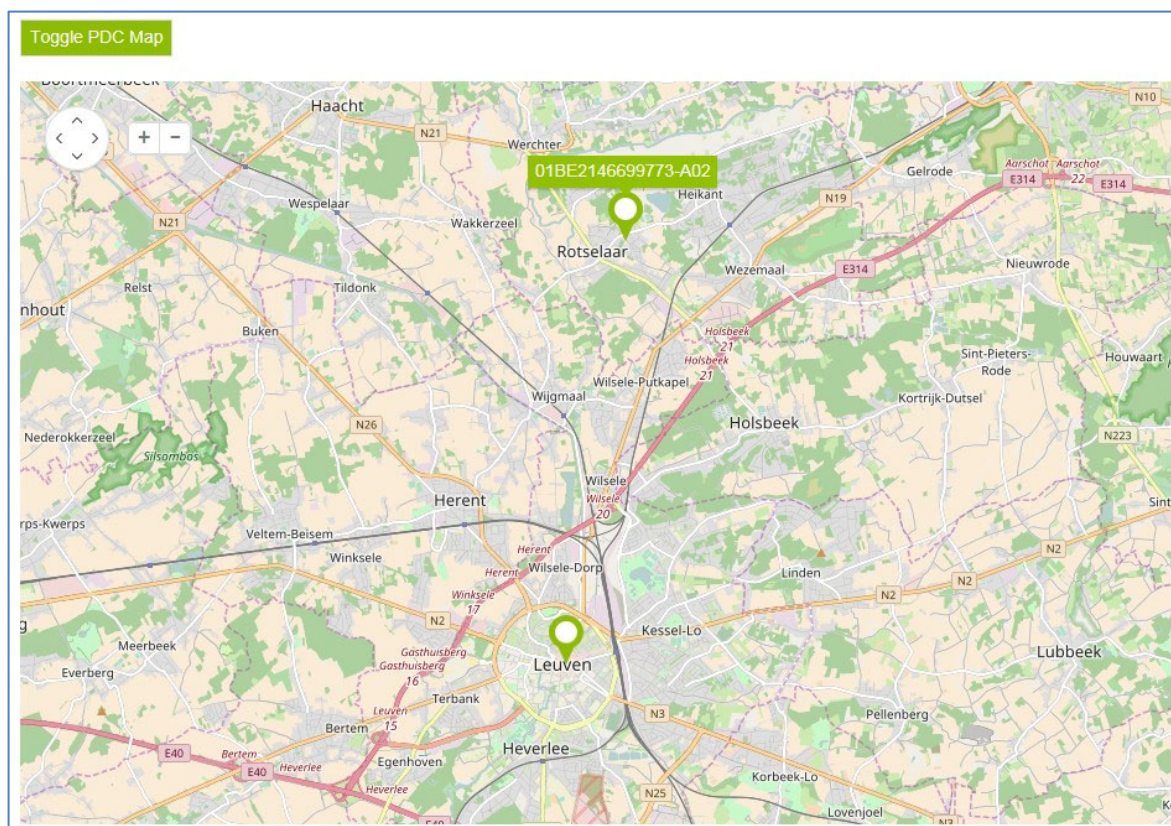 Toggle PDC Map
Boortmeerbeek
Haacht
N21
Werchter
N10
01BE2146699773-A02
Gelrode
Aarschot
22
Aarschot
E314
E314
Heikant
N19
Wespelaar
Wakkerzeel
N21
Rotselaar
Wezemaal
E314
Nieuwrode
Relst
Tildonk
nhout
Buken
Holsbeek
21
Holsbeek
21
Sint-Pieters-
Rode
Houwaart
Wilsele-Putkapel
Wijgmaal
Kortrijk-Dutsel
N26
Holsbeek
Nederokkerzeel
Silsombos
N223
Wilsele
Wilsele
20
Herent
Sint
rps-Kwerps
Veltem-Beisem
Winksele
Herent
Herent
Wilsele-Dorp
N2
Linden
N2
N2
Winksele
17
N2
Kessel-Lo
Meerbeek
Everberg
Gasthuisberg
Gasthuisberg
16
Leuven
Lubbeek
Terbank
Leuven
15
Bertem
N3
Pellenberg
Heverlee
E40
Bertem
E40
Heverlee
Egenhoven
Heverlee
Korbeek-Lo
N25
Lovenjoel
E40
N3